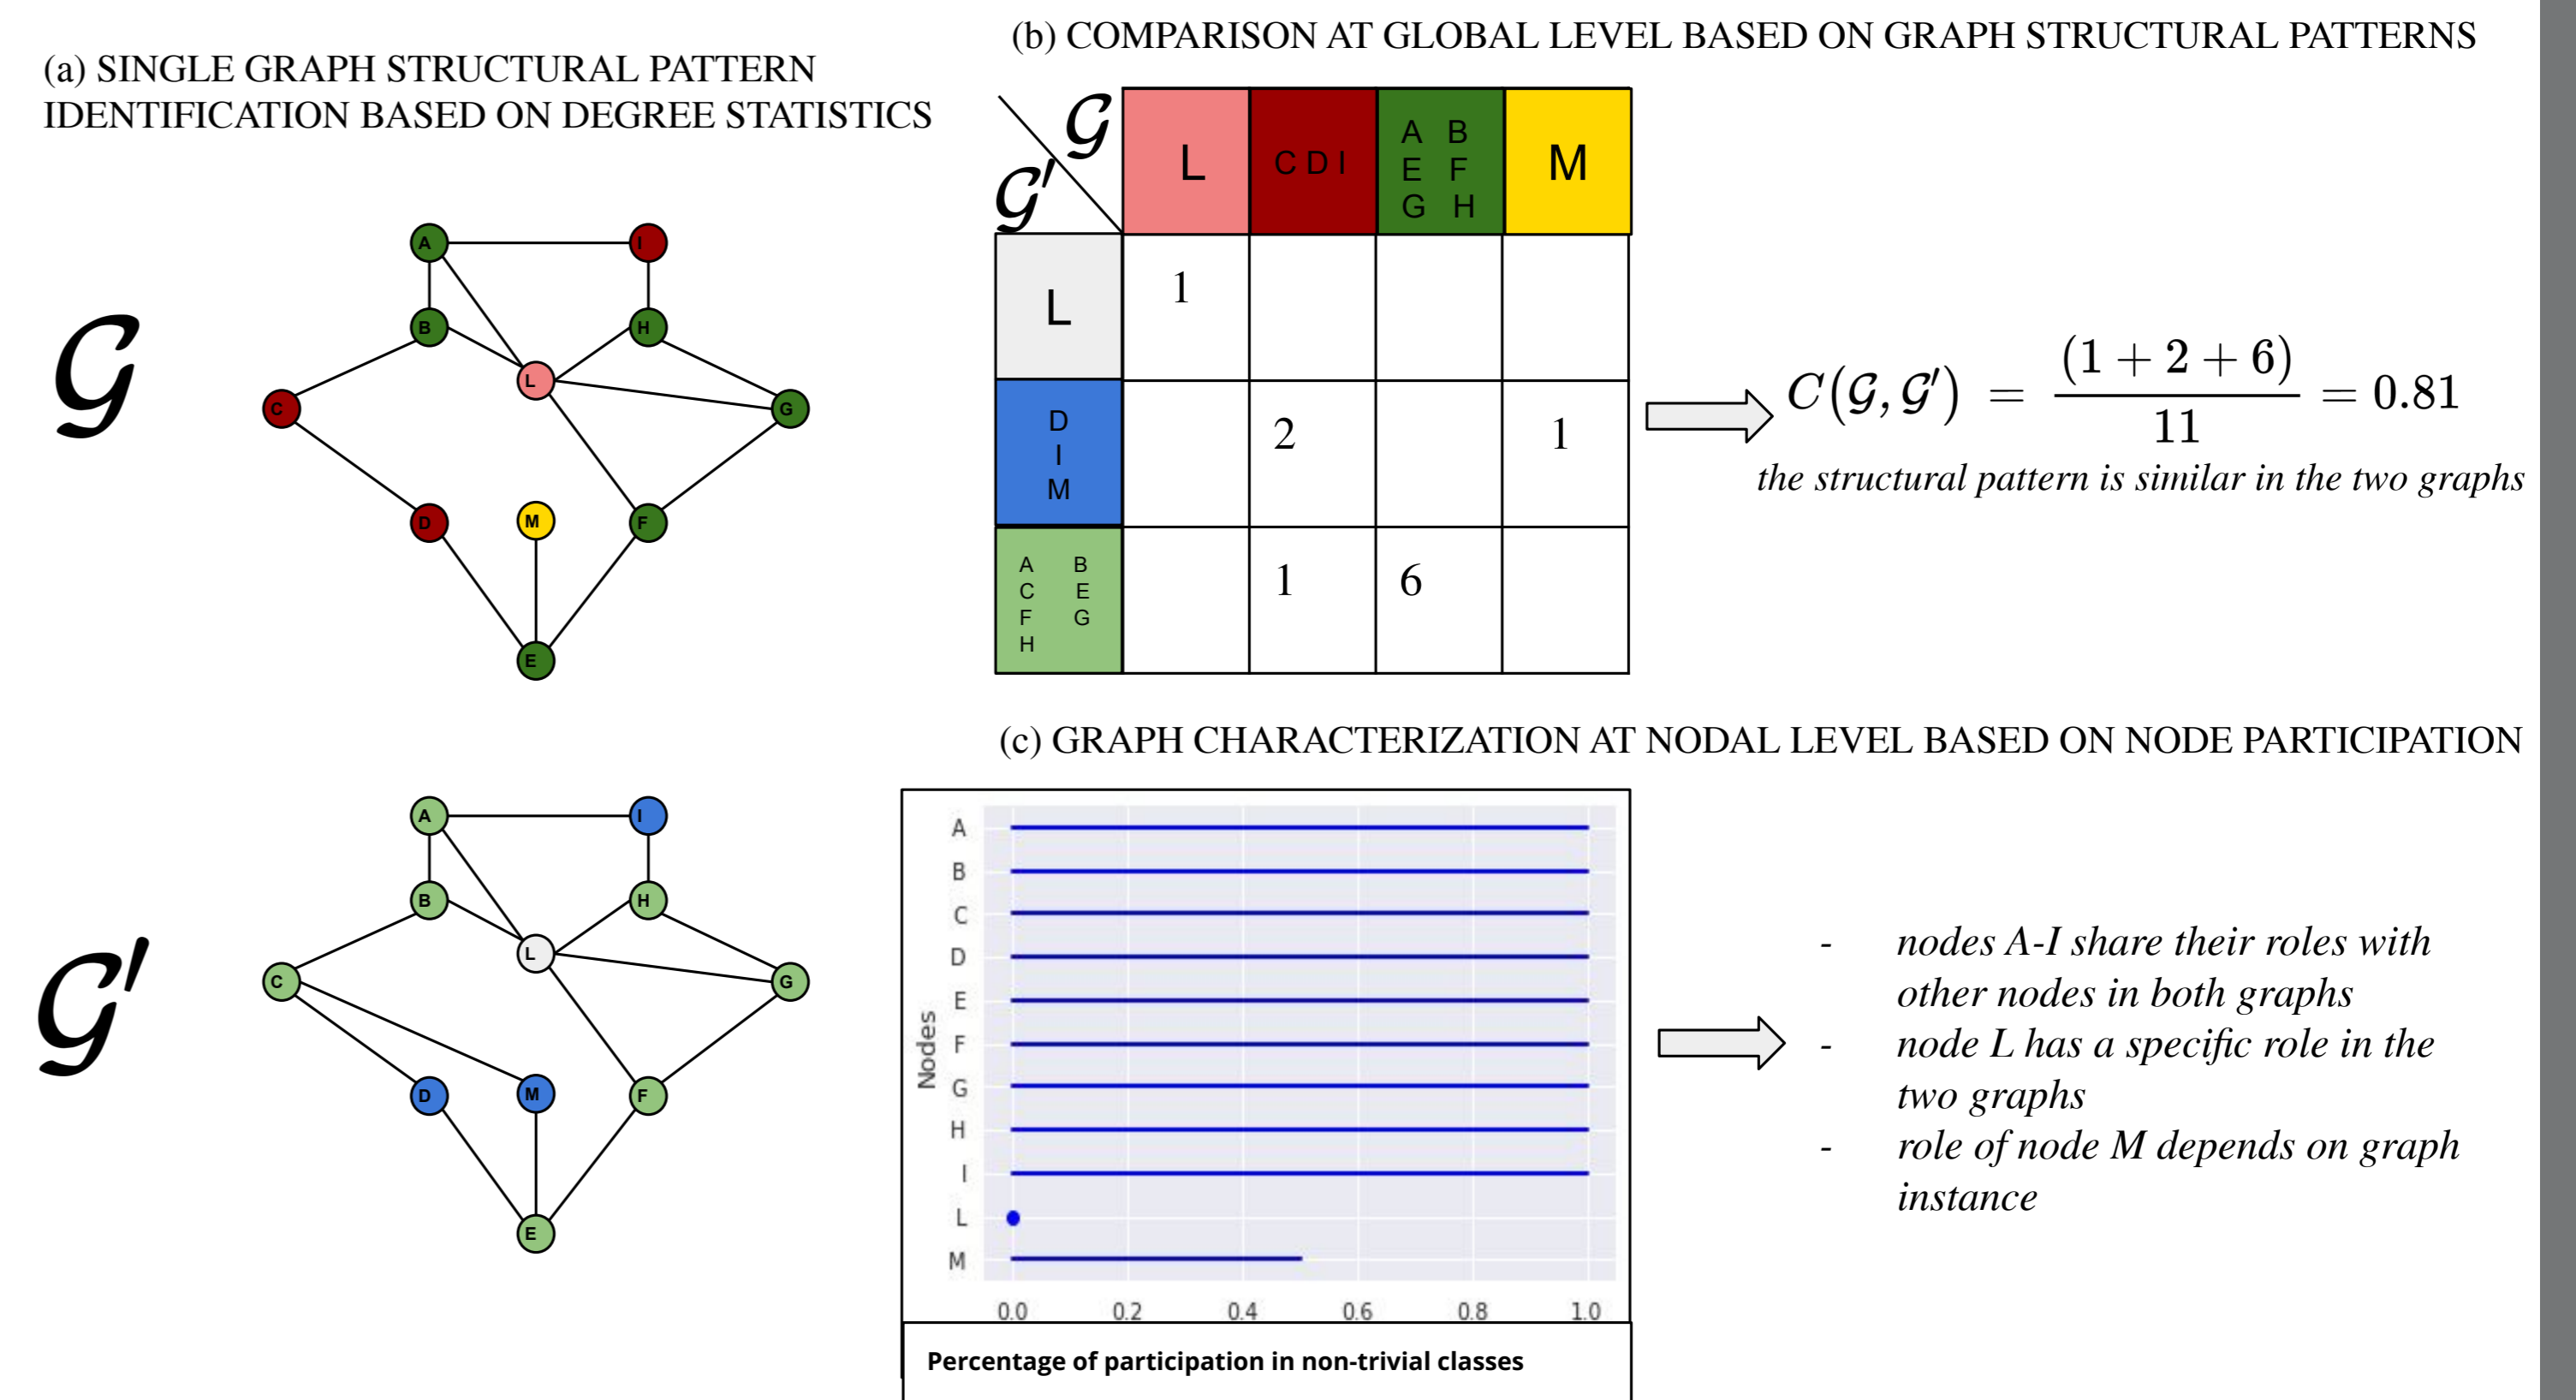 (a) SINGLE GRAPH STRUCTURAL PATTERN
IDENTIFICATION BASED ON DEGREE STATISTICS
𝒢
A
I
B
H
L
C
G
D
M
F
E
𝒢′
A
I
B
H
L
C
G
D
M
F
E
(b) COMPARISON AT GLOBAL LEVEL BASED ON GRAPH STRUCTURAL PATTERNS
𝒢
𝒢′
L
C D I
A B
E F
G H
M
L
1
D
I
M
2
1
A B
C E
F G
H
1
6
C(𝒢, 𝒢′) = (1 + 2 + 6) / 11 = 0.81
the structural pattern is similar in the two graphs
(c) GRAPH CHARACTERIZATION AT NODAL LEVEL BASED ON NODE PARTICIPATION
Nodes
A
B
C
D
E
F
G
H
I
L
M
0.0 0.2 0.4 0.6 0.8 1.0
Percentage of participation in non-trivial classes
- nodes A-I share their roles with
other nodes in both graphs
- node L has a specific role in the
two graphs
- role of node M depends on graph
instance